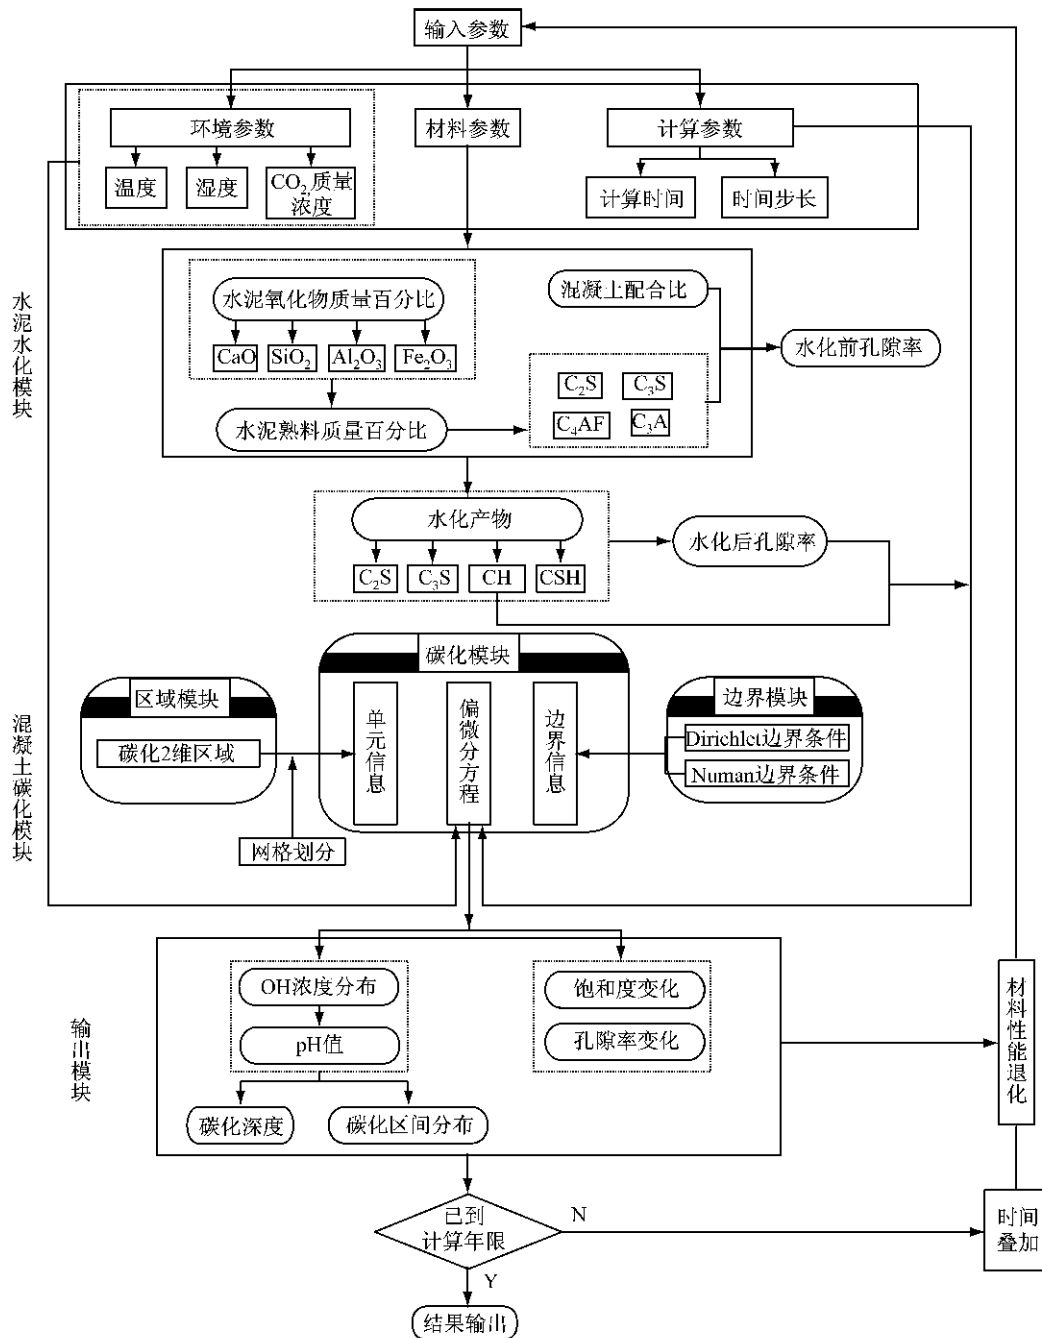 输入参数
环境参数
材料参数
计算参数
温度
湿度
CO₂质量
浓度
计算时间
时间步长
水泥水化模块
水泥氧化物质量百分比
CaO
SiO₂
Al₂O₃
Fe₂O₃
混凝土配合比
水化前孔隙率
C₂S
C₃S
C₄AF
C₃A
水泥熟料质量百分比
水化产物
C₂S
C₃S
CH
CSH
水化后孔隙率
混凝土碳化模块
区域模块
碳化2维区域
网格划分
碳化模块
单元信息
偏微分方程
边界信息
边界模块
Dirichlet边界条件
Numan边界条件
输出模块
OH浓度分布
pH值
碳化深度
碳化区间分布
饱和度变化
孔隙率变化
材料性能退化
已到
计算年限
N
Y
时间
叠加
结果输出